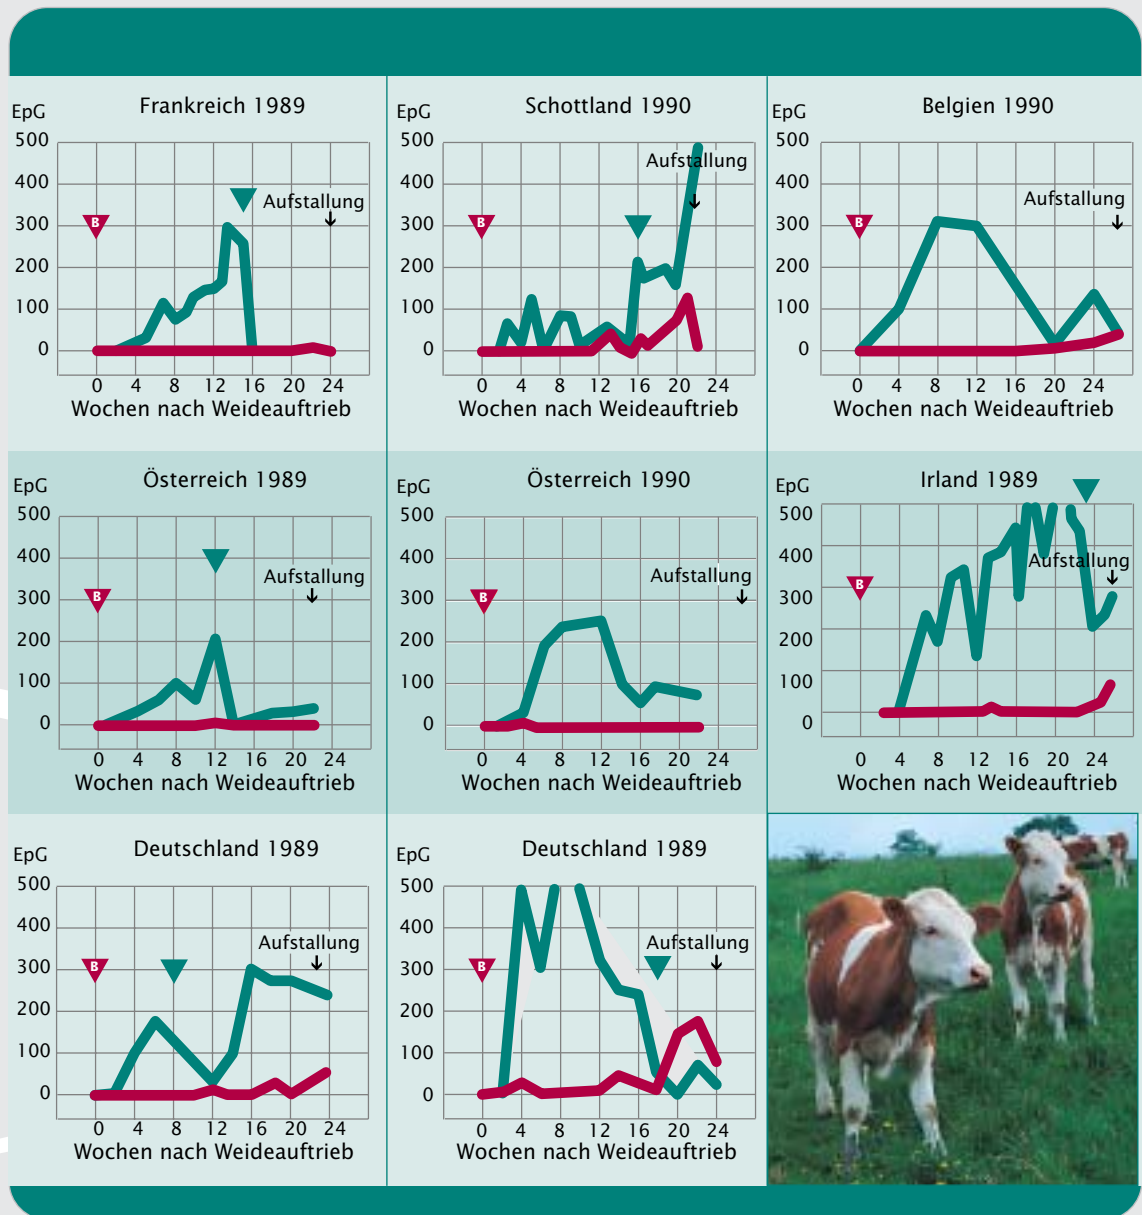 Frankreich 1989
EpG
500
400
300
200
100
0
B
Aufstallung
0 4 8 12 16 20 24
Wochen nach Weideauftrieb
Schottland 1990
EpG
500
400
300
200
100
0
B
Aufstallung
0 4 8 12 16 20 24
Wochen nach Weideauftrieb
Belgien 1990
EpG
500
400
300
200
100
0
B
Aufstallung
0 4 8 12 16 20 24
Wochen nach Weideauftrieb
Österreich 1989
EpG
500
400
300
200
100
0
B
Aufstallung
0 4 8 12 16 20 24
Wochen nach Weideauftrieb
Österreich 1990
EpG
500
400
300
200
100
0
B
Aufstallung
0 4 8 12 16 20 24
Wochen nach Weideauftrieb
Irland 1989
EpG
500
400
300
200
100
0
B
Aufstallung
0 4 8 12 16 20 24
Wochen nach Weideauftrieb
Deutschland 1989
EpG
500
400
300
200
100
0
B
Aufstallung
0 4 8 12 16 20 24
Wochen nach Weideauftrieb
Deutschland 1989
EpG
500
400
300
200
100
0
B
Aufstallung
0 4 8 12 16 20 24
Wochen nach Weideauftrieb